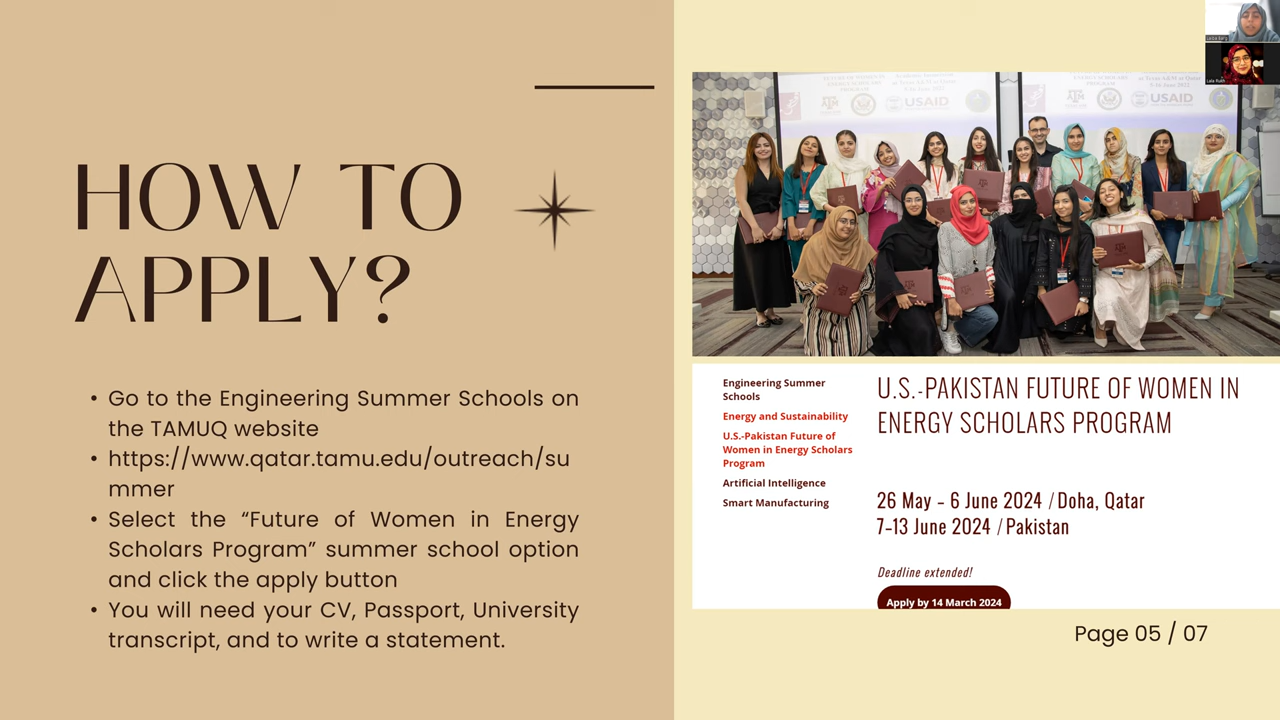 HOW TO
APPLY?
• Go to the Engineering Summer Schools on
the TAMUQ website
• https://www.qatar.tamu.edu/outreach/su
mmer
• Select the “Future of Women in Energy
Scholars Program” summer school option
and click the apply button
• You will need your CV, Passport, University
transcript, and to write a statement.
USAID
USAID
Engineering Summer
Schools
Energy and Sustainability
U.S.-Pakistan Future of
Women in Energy Scholars
Program
Artificial Intelligence
Smart Manufacturing
U.S.-PAKISTAN FUTURE OF WOMEN IN
ENERGY SCHOLARS PROGRAM
26 May – 6 June 2024 / Doha, Qatar
7–13 June 2024 / Pakistan
Deadline extended!
Apply by 14 March 2024
Page 05 / 07